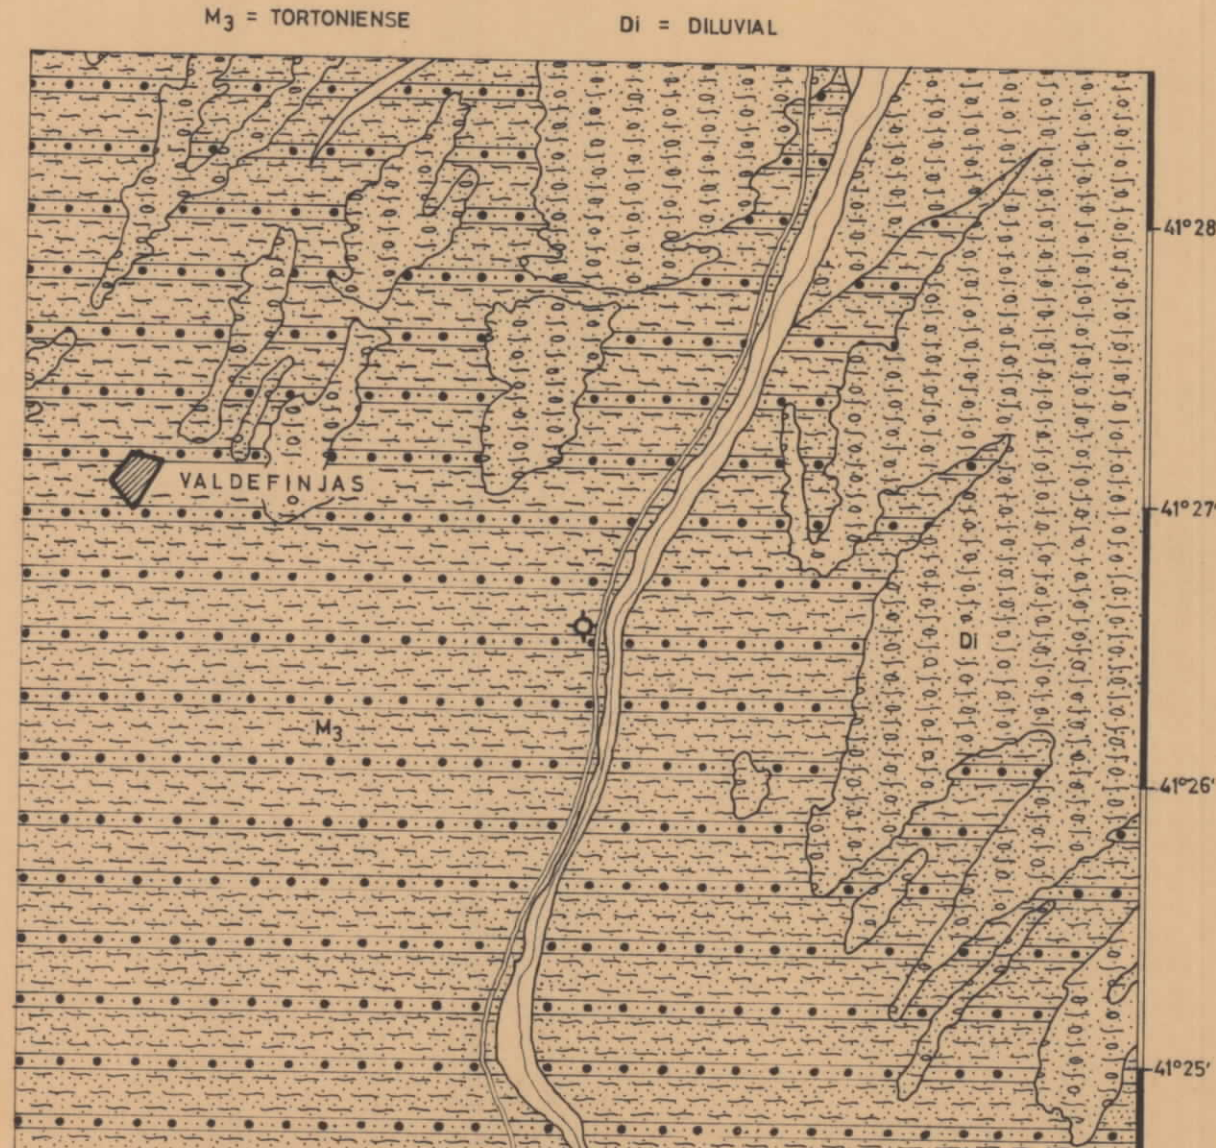 M3 = TORTONIENSE
Di = DILUVIAL
41°28
VALDEFINJAS
41°27'
Di
M3
41°26'
41°25'